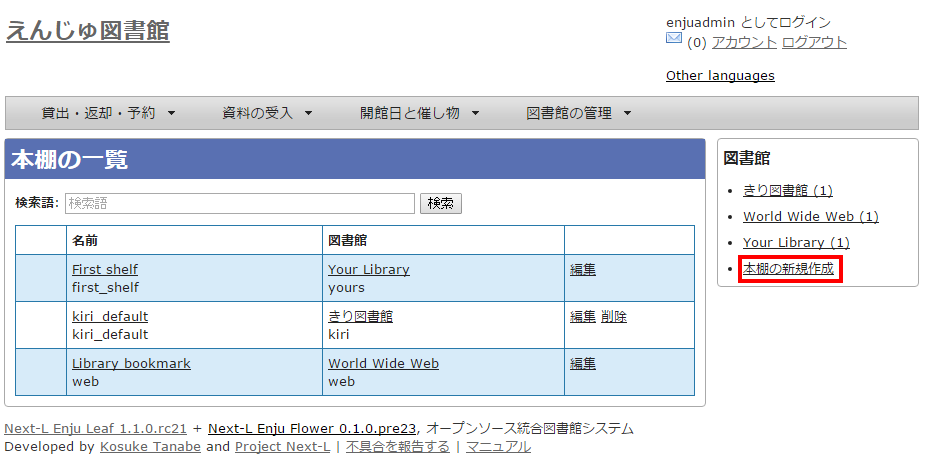 えんじゅ図書館
enjuadmin としてログイン
(0) アカウント ログアウト
Other languages
貸出・返却・予約 資料の受入 開館日と催し物 図書館の管理
本棚の一覧
検索語: 検索語 検索
名前 図書館
First shelf Your Library 編集
first_shelf yours
kiri_default きり図書館 編集 削除
kiri_default kiri
Library bookmark World Wide Web 編集
web web
図書館
きり図書館 (1)
World Wide Web (1)
Your Library (1)
本棚の新規作成
Next-L Enju Leaf 1.1.0.rc21 + Next-L Enju Flower 0.1.0.pre23, オープンソース統合図書館システム
Developed by Kosuke Tanabe and Project Next-L | 不具合を報告する | マニュアル